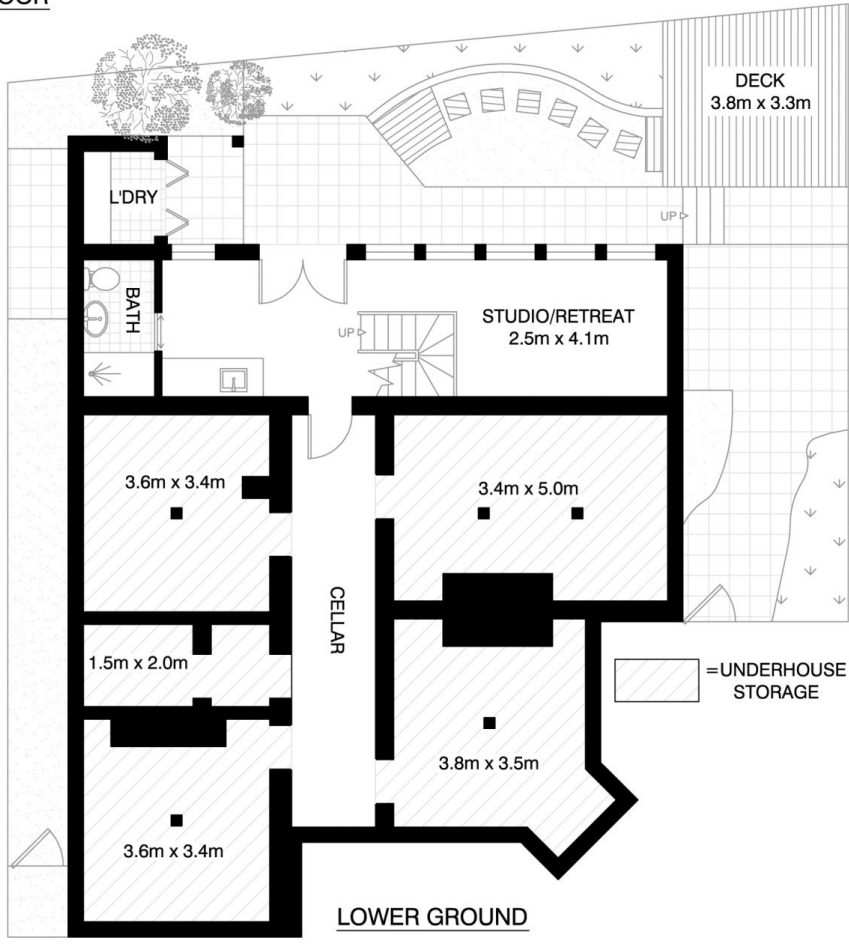 DECK
3.8m x 3.3m
L'DRY
UP
BATH
STUDIO/RETREAT
2.5m x 4.1m
UP
3.6m x 3.4m
3.4m x 5.0m
CELLAR
1.5m x 2.0m
=UNDERHOUSE
STORAGE
3.8m x 3.5m
3.6m x 3.4m
LOWER GROUND